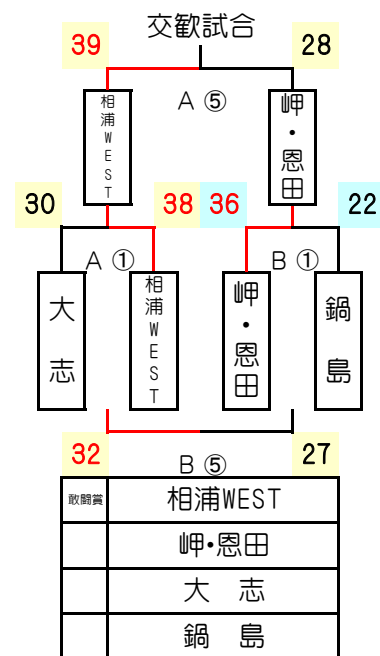 交歓試合
39 28
A ⑤
相浦WEST 岬・恩田
30 38 36 22
A ① B ①
大志 相浦WEST 岬・恩田 鍋島
32 27
B ⑤
敢闘賞 相浦WEST
岬・恩田
大 志
鍋 島